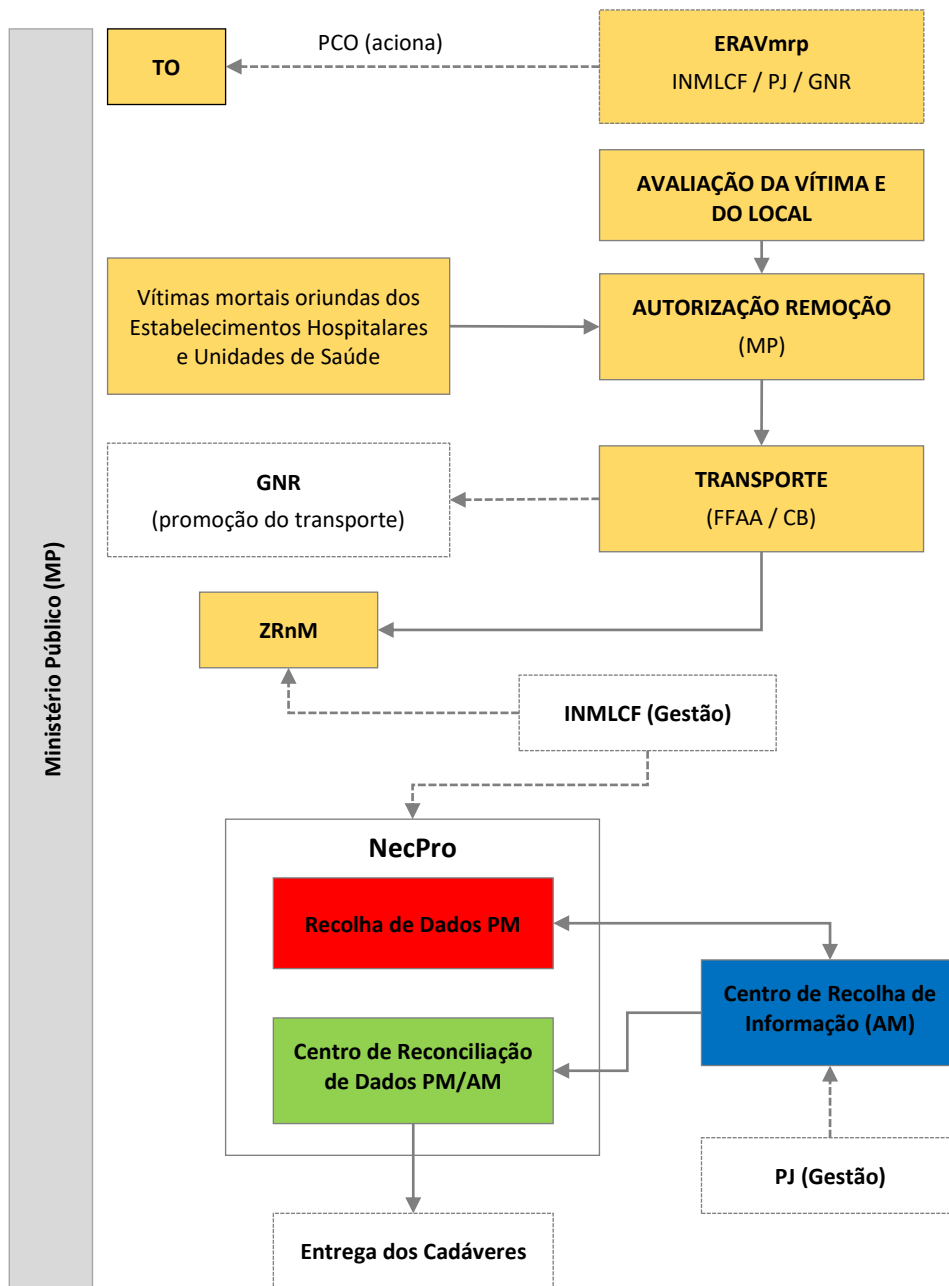 Ministério Público (MP)
TO
PCO (aciona)
ERAVmrp
INMLCF / PJ / GNR
AVALIAÇÃO DA VÍTIMA E
DO LOCAL
Vítimas mortais oriundas dos
Estabelecimentos Hospitalares
e Unidades de Saúde
AUTORIZAÇÃO REMOÇÃO
(MP)
GNR
(promoção do transporte)
TRANSPORTE
(FFAA / CB)
ZRnM
INMLCF (Gestão)
NecPro
Recolha de Dados PM
Centro de Recolha de
Informação (AM)
Centro de Reconciliação
de Dados PM/AM
PJ (Gestão)
Entrega dos Cadáveres